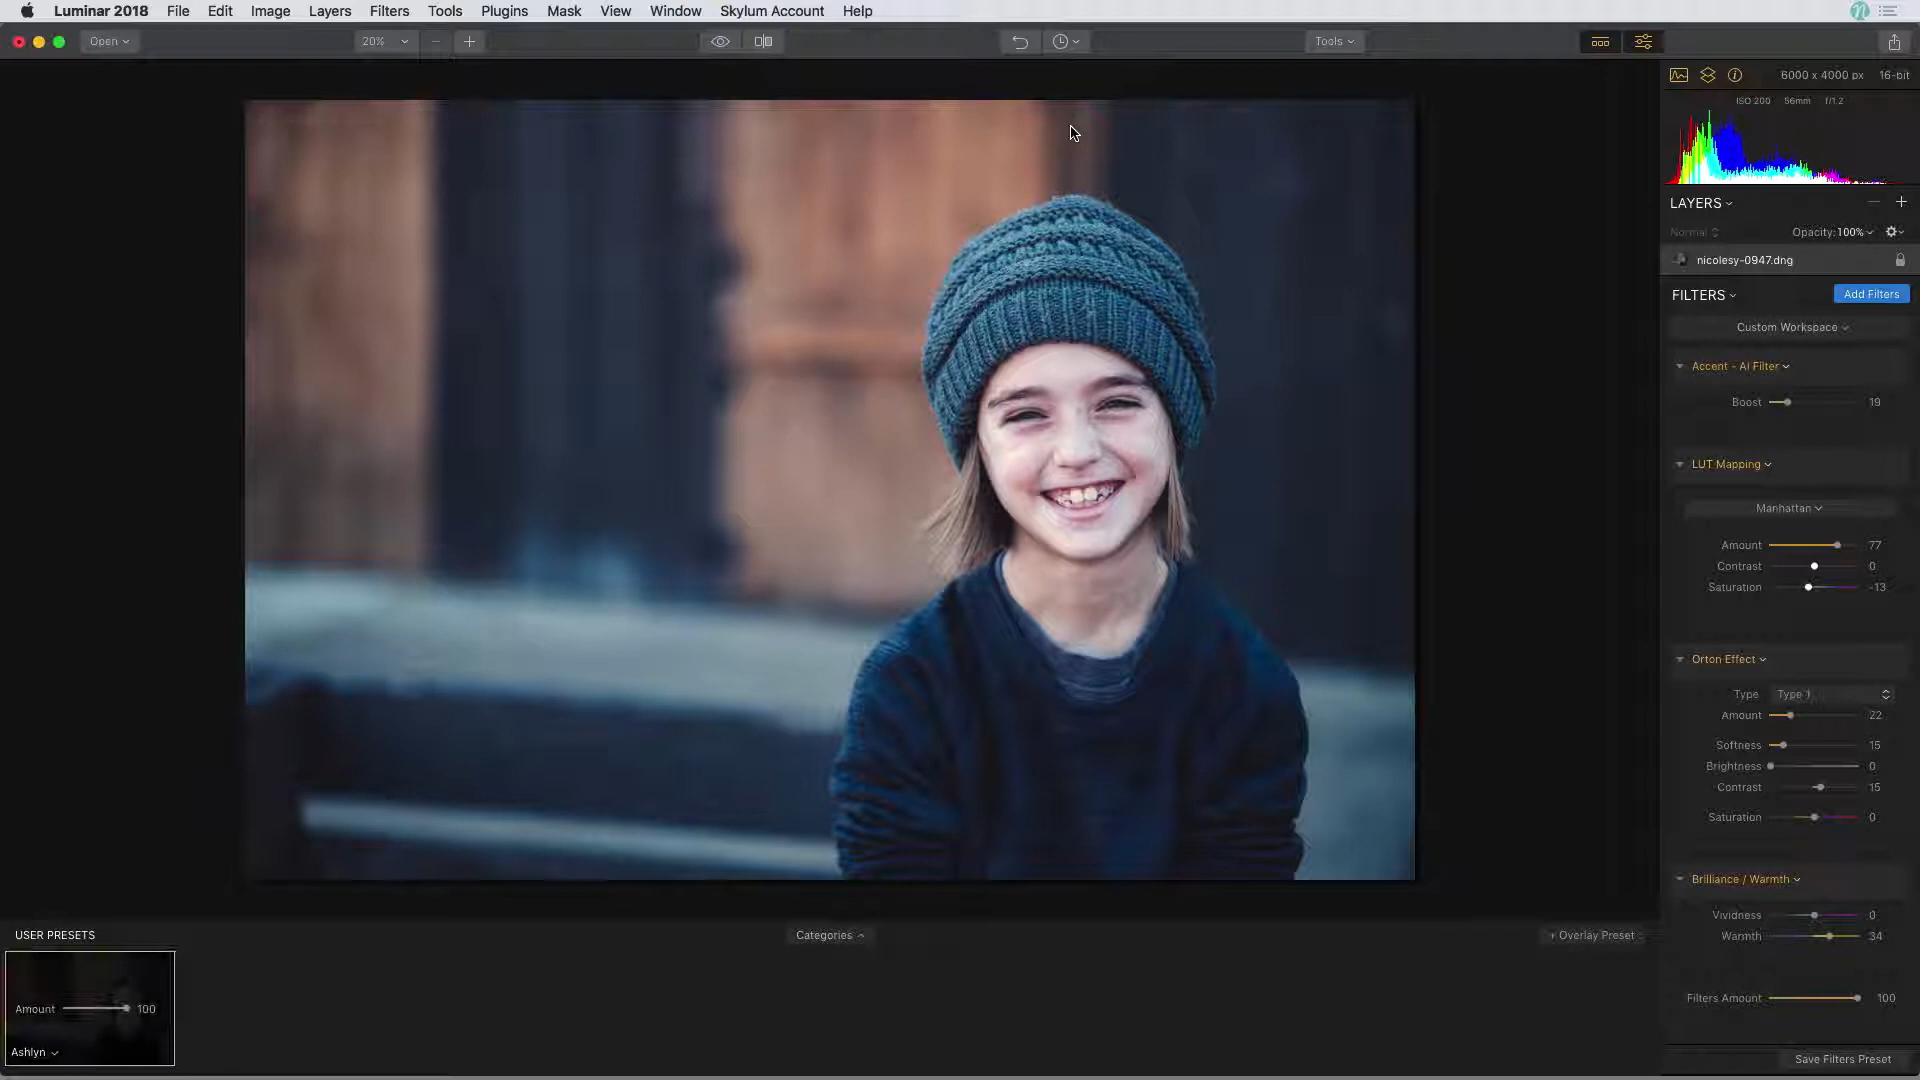 Luminar 2018 File Edit Image Layers Filters Tools Plugins Mask View Window Skylum Account Help
Open 20% Tools
6000 x 4000 px 16-bit
ISO 200 56mm f/1.2
LAYERS
Normal Opacity: 100%
nicolesy-0947.dng
FILTERS Add Filters
Custom Workspace
Accent - AI Filter
Boost 19
LUT Mapping
Manhattan
Amount 77
Contrast 0
Saturation -13
Orton Effect
Type Type 1
Amount 22
Softness 15
Brightness 0
Contrast 15
Saturation 0
Brilliance / Warmth
Vividness 0
Warmth 34
Filters Amount 100
Save Filters Preset
USER PRESETS Categories + Overlay Preset
Amount 100
Ashlyn